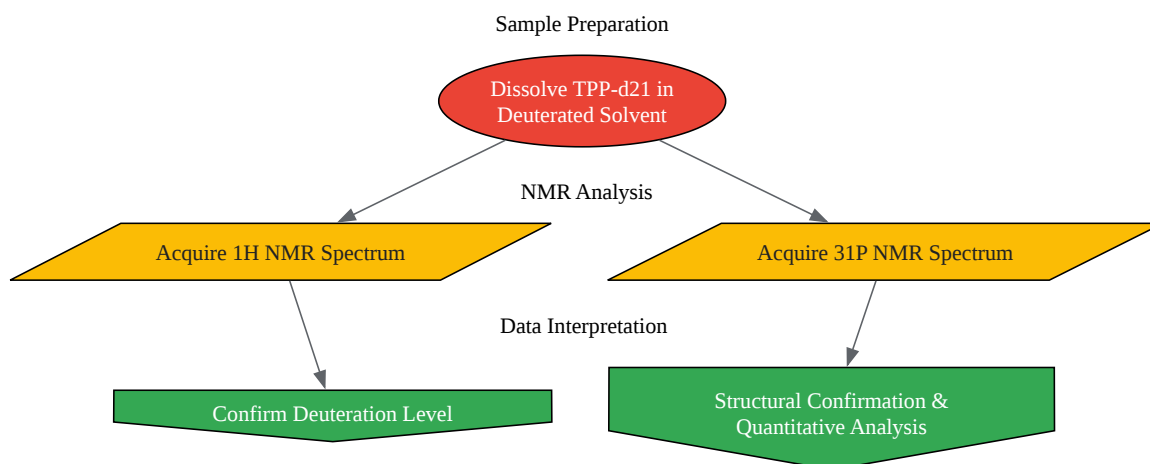 Sample Preparation
Dissolve TPP-d21 in
Deuterated Solvent
NMR Analysis
Acquire 1H NMR Spectrum
Acquire 31P NMR Spectrum
Data Interpretation
Confirm Deuteration Level
Structural Confirmation &
Quantitative Analysis